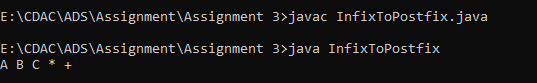 E:\CDAC\ADS\Assignment\Assignment 3>javac InfixToPostfix.java
E:\CDAC\ADS\Assignment\Assignment 3>java InfixToPostfix
A B C * +